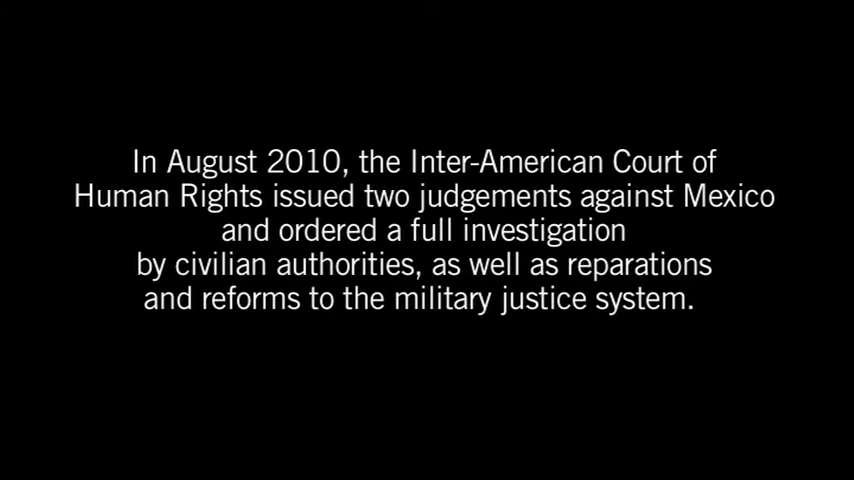 In August 2010, the Inter-American Court of
Human Rights issued two judgements against Mexico
and ordered a full investigation
by civilian authorities, as well as reparations
and reforms to the military justice system.